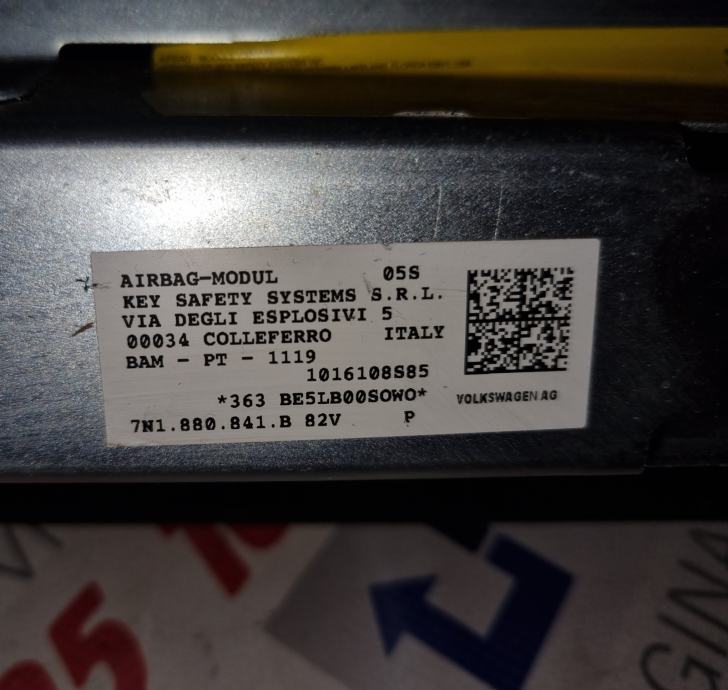 AIRBAG-MODUL 05S
KEY SAFETY SYSTEMS S.R.L.
VIA DEGLI ESPLOSIVI 5
00034 COLLEFERRO ITALY
BAM - PT - 1119
1016108S85
*363 BE5LB00SOWO*
VOLKSWAGEN AG
7N1.880.841.B 82V P